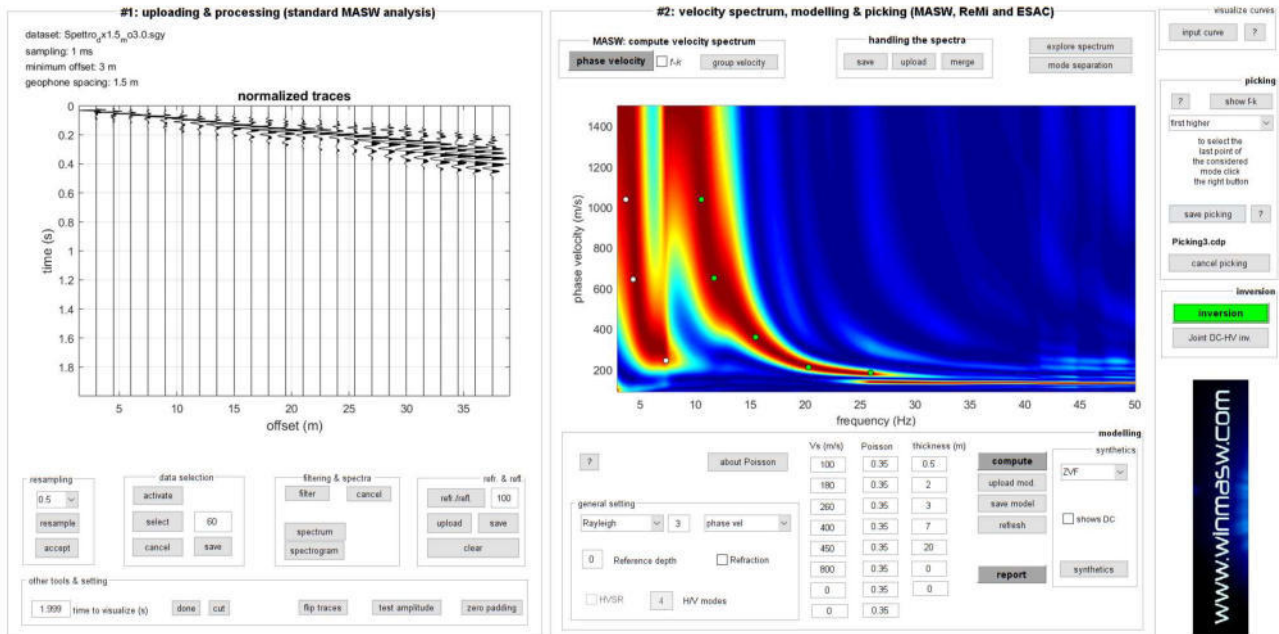 #1: uploading & processing (standard MASW analysis)
dataset: Spettro_dx1.5_mo3.0.sgy
sampling: 1 ms
minimum offset: 3 m
geophone spacing: 1.5 m
normalized traces
0
0.2
0.4
0.6
0.8
1
1.2
1.4
1.6
1.8
time (s)
5 10 15 20 25 30 35
offset (m)
resampling
0.5
resample
accept
data selection
activate
select 60
cancel save
filtering & spectra
filter cancel
spectrum
spectrogram
refr. & refl.
refr./refl. 100
upload save
clear
other tools & setting
1.999 time to visualize (s) done cut flip traces test amplitude zero padding
#2: velocity spectrum, modelling & picking (MASW, ReMi and ESAC)
MASW: compute velocity spectrum
phase velocity f-k group velocity
handling the spectra
save upload merge
explore spectrum
mode separation
1400
1200
1000
800
600
400
200
phase velocity (m/s)
5 10 15 20 25 30 35 40 45 50
frequency (Hz)
modelling
? about Poisson
general setting
Rayleigh 3 phase vel
0 Reference depth Refraction
HVSR 4 H/V modes
Vs (m/s) Poisson thickness (m)
100 0.35 0.5
180 0.35 2
260 0.35 3
400 0.35 7
450 0.35 20
800 0.35 0
0 0.35 0
0 0.35
compute
upload mod.
save model
refresh
report
synthetics
ZVF
shows DC
synthetics
visualize curves
input curve ?
picking
? show f-k
first higher
to select the
last point of
the considered
mode click
the right button
save picking ?
Picking3.cdp
cancel picking
inversion
inversion
Joint DC-HV inv.
www.winmasw.com